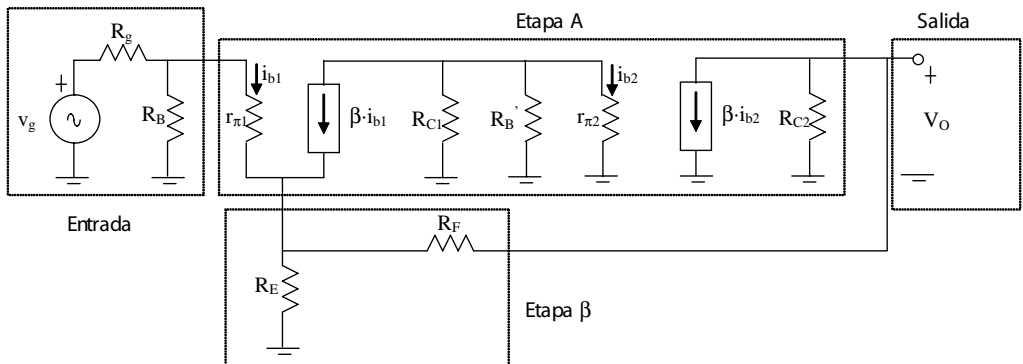 Etapa A
Salida
R_g
+
v_g
R_B
i_b1
r_π1
β·i_b1
R_C1
R_B'
i_b2
r_π2
β·i_b2
R_C2
+
V_O
Entrada
R_F
R_E
Etapa β